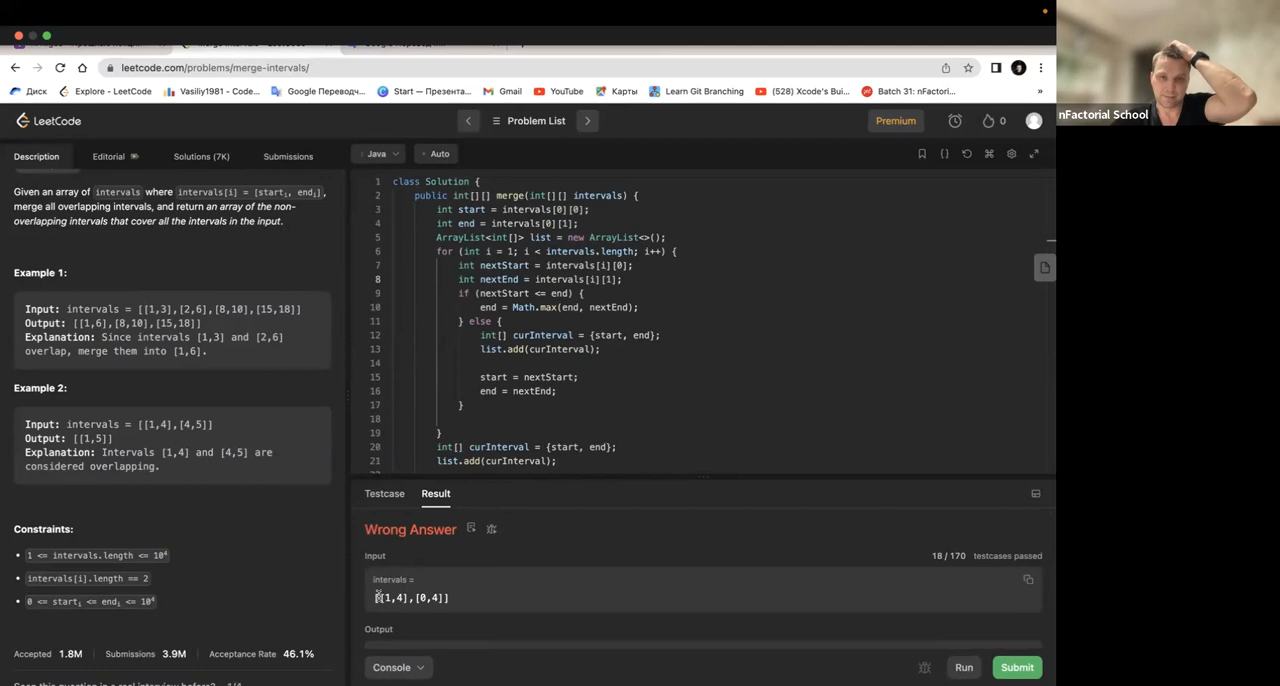 leetcode.com/problems/merge-intervals/
Диск
Explore - LeetCode
Vasiliy1981 - Code...
Google Переводч...
Start — Презента...
Gmail
YouTube
Карты
Learn Git Branching
(528) Xcode's Bui...
Batch 31: nFactori...
»
nFactorial School
LeetCode
Problem List
Premium
0
Description
Editorial
Solutions (7K)
Submissions
Java
Auto
Given an array of intervals where intervals[i] = [starti, endi],
merge all overlapping intervals, and return an array of the non-
overlapping intervals that cover all the intervals in the input.
Example 1:
Input: intervals = [[1,3],[2,6],[8,10],[15,18]]
Output: [[1,6],[8,10],[15,18]]
Explanation: Since intervals [1,3] and [2,6]
overlap, merge them into [1,6].
Example 2:
Input: intervals = [[1,4],[4,5]]
Output: [[1,5]]
Explanation: Intervals [1,4] and [4,5] are
considered overlapping.
Constraints:
• 1 <= intervals.length <= 10⁴
• intervals[i].length == 2
• 0 <= starti <= endi <= 10⁴
Accepted 1.8M Submissions 3.9M Acceptance Rate 46.1%
1 class Solution {
2 public int[][] merge(int[][] intervals) {
3 int start = intervals[0][0];
4 int end = intervals[0][1];
5 ArrayList<int[]> list = new ArrayList<>();
6 for (int i = 1; i < intervals.length; i++) {
7 int nextStart = intervals[i][0];
8 int nextEnd = intervals[i][1];
9 if (nextStart <= end) {
10 end = Math.max(end, nextEnd);
11 } else {
12 int[] curInterval = {start, end};
13 list.add(curInterval);
14
15 start = nextStart;
16 end = nextEnd;
17 }
18
19 }
20 int[] curInterval = {start, end};
21 list.add(curInterval);
Testcase
Result
Wrong Answer
Input
18 / 170 testcases passed
intervals =
[[1,4],[0,4]]
Output
Console
Run
Submit